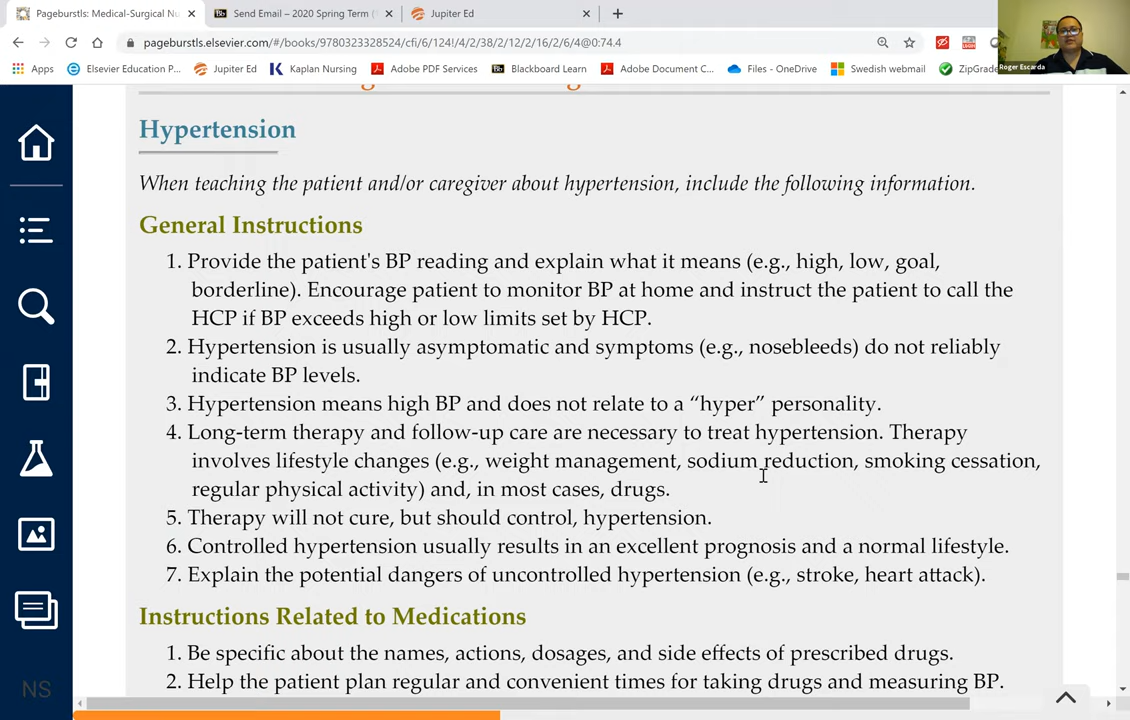 Pageburstls: Medical-Surgical Nu
Send Email – 2020 Spring Term (
Jupiter Ed
pageburstls.elsevier.com/#/books/9780323328524/cfi/6/124!/4/2/38/2/12/2/16/2/6/4@0:74.4
Apps
Elsevier Education P...
Jupiter Ed
Kaplan Nursing
Adobe PDF Services
Blackboard Learn
Adobe Document C...
Files - OneDrive
Swedish webmail
ZipGrade
Roger Escarda
Hypertension
When teaching the patient and/or caregiver about hypertension, include the following information.
General Instructions
1. Provide the patient's BP reading and explain what it means (e.g., high, low, goal,
borderline). Encourage patient to monitor BP at home and instruct the patient to call the
HCP if BP exceeds high or low limits set by HCP.
2. Hypertension is usually asymptomatic and symptoms (e.g., nosebleeds) do not reliably
indicate BP levels.
3. Hypertension means high BP and does not relate to a “hyper” personality.
4. Long-term therapy and follow-up care are necessary to treat hypertension. Therapy
involves lifestyle changes (e.g., weight management, sodium reduction, smoking cessation,
regular physical activity) and, in most cases, drugs.
5. Therapy will not cure, but should control, hypertension.
6. Controlled hypertension usually results in an excellent prognosis and a normal lifestyle.
7. Explain the potential dangers of uncontrolled hypertension (e.g., stroke, heart attack).
Instructions Related to Medications
1. Be specific about the names, actions, dosages, and side effects of prescribed drugs.
2. Help the patient plan regular and convenient times for taking drugs and measuring BP.
NS